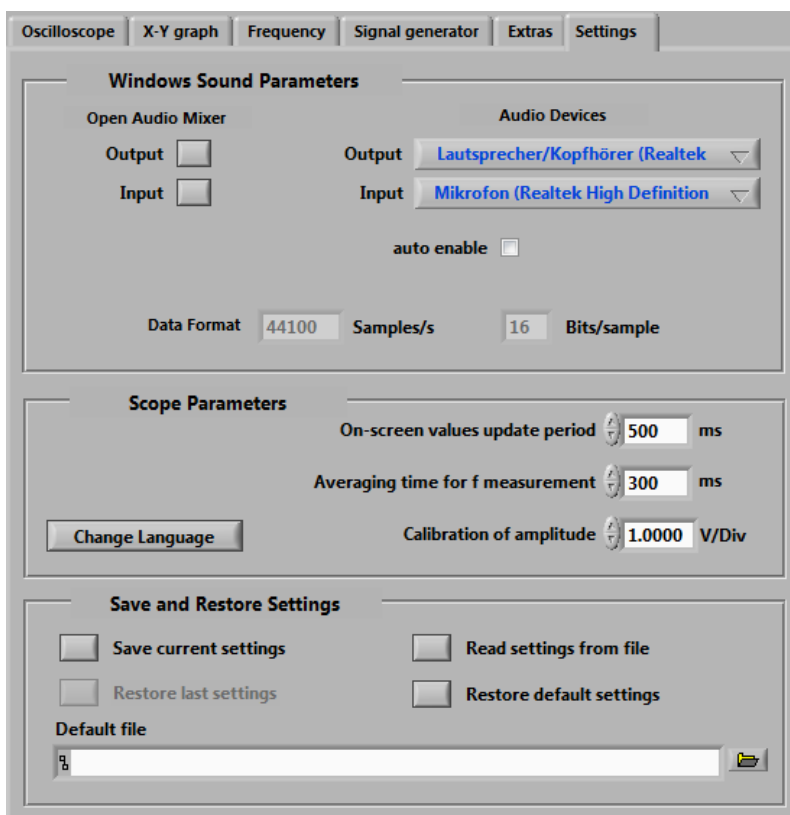 Oscilloscope X-Y graph Frequency Signal generator Extras Settings
Windows Sound Parameters
Open Audio Mixer Audio Devices
Output Output Lautsprecher/Kopfhörer (Realtek
Input Input Mikrofon (Realtek High Definition
auto enable
Data Format 44100 Samples/s 16 Bits/sample
Scope Parameters
On-screen values update period 500 ms
Averaging time for f measurement 300 ms
Change Language Calibration of amplitude 1.0000 V/Div
Save and Restore Settings
Save current settings Read settings from file
Restore last settings Restore default settings
Default file